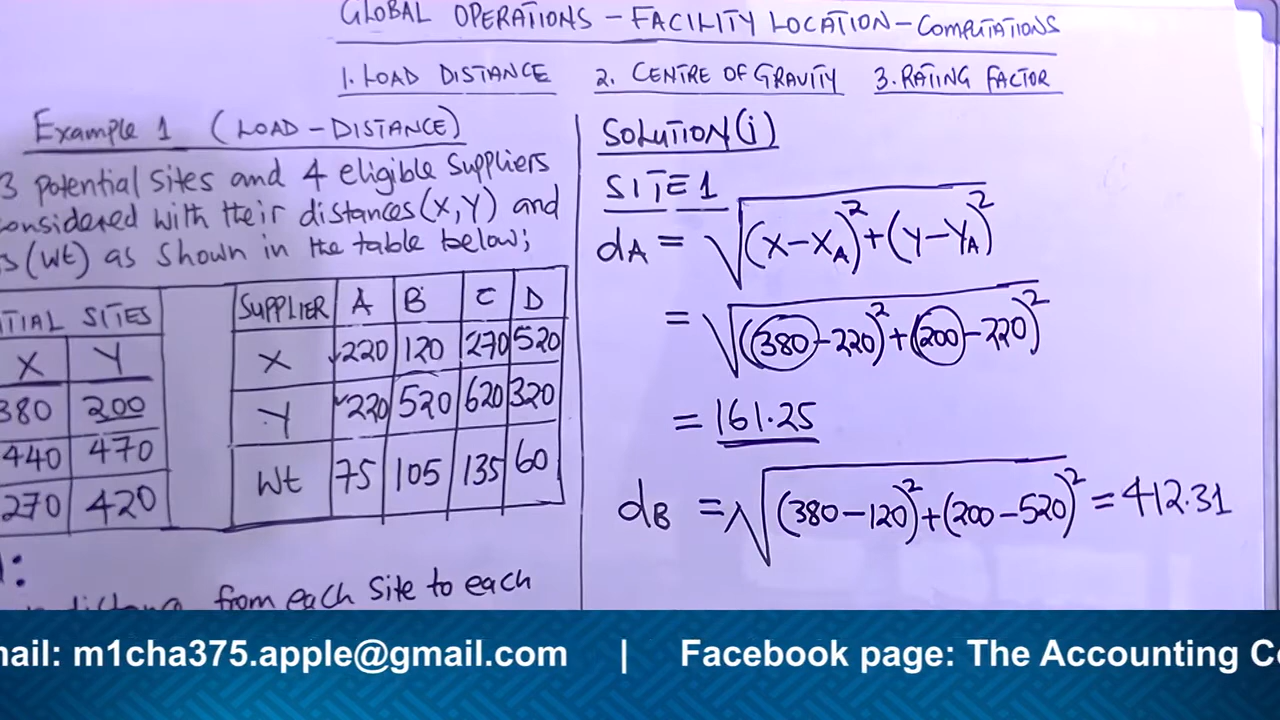 GLOBAL OPERATIONS – FACILITY LOCATION – COMPUTATIONS
1. LOAD DISTANCE 2. CENTRE OF GRAVITY 3. RATING FACTOR
Example 1 (LOAD-DISTANCE)
3 potential sites and 4 eligible suppliers
considered with their distances (X,Y) and
s (Wt) as shown in the table below;
TIAL SITES
X Y
380 200
440 470
270 420
SUPPLIER A B C D
X 220 120 270 520
Y 220 520 620 320
Wt 75 105 135 60
:
distance from each site to each
SOLUTION (i)
SITE 1
dA = √(X-XA)²+(Y-YA)²
= √(380-220)²+(200-220)²
= 161.25
dB = √(380-120)²+(200-520)² = 412.31
mail: m1cha375.apple@gmail.com | Facebook page: The Accounting Co